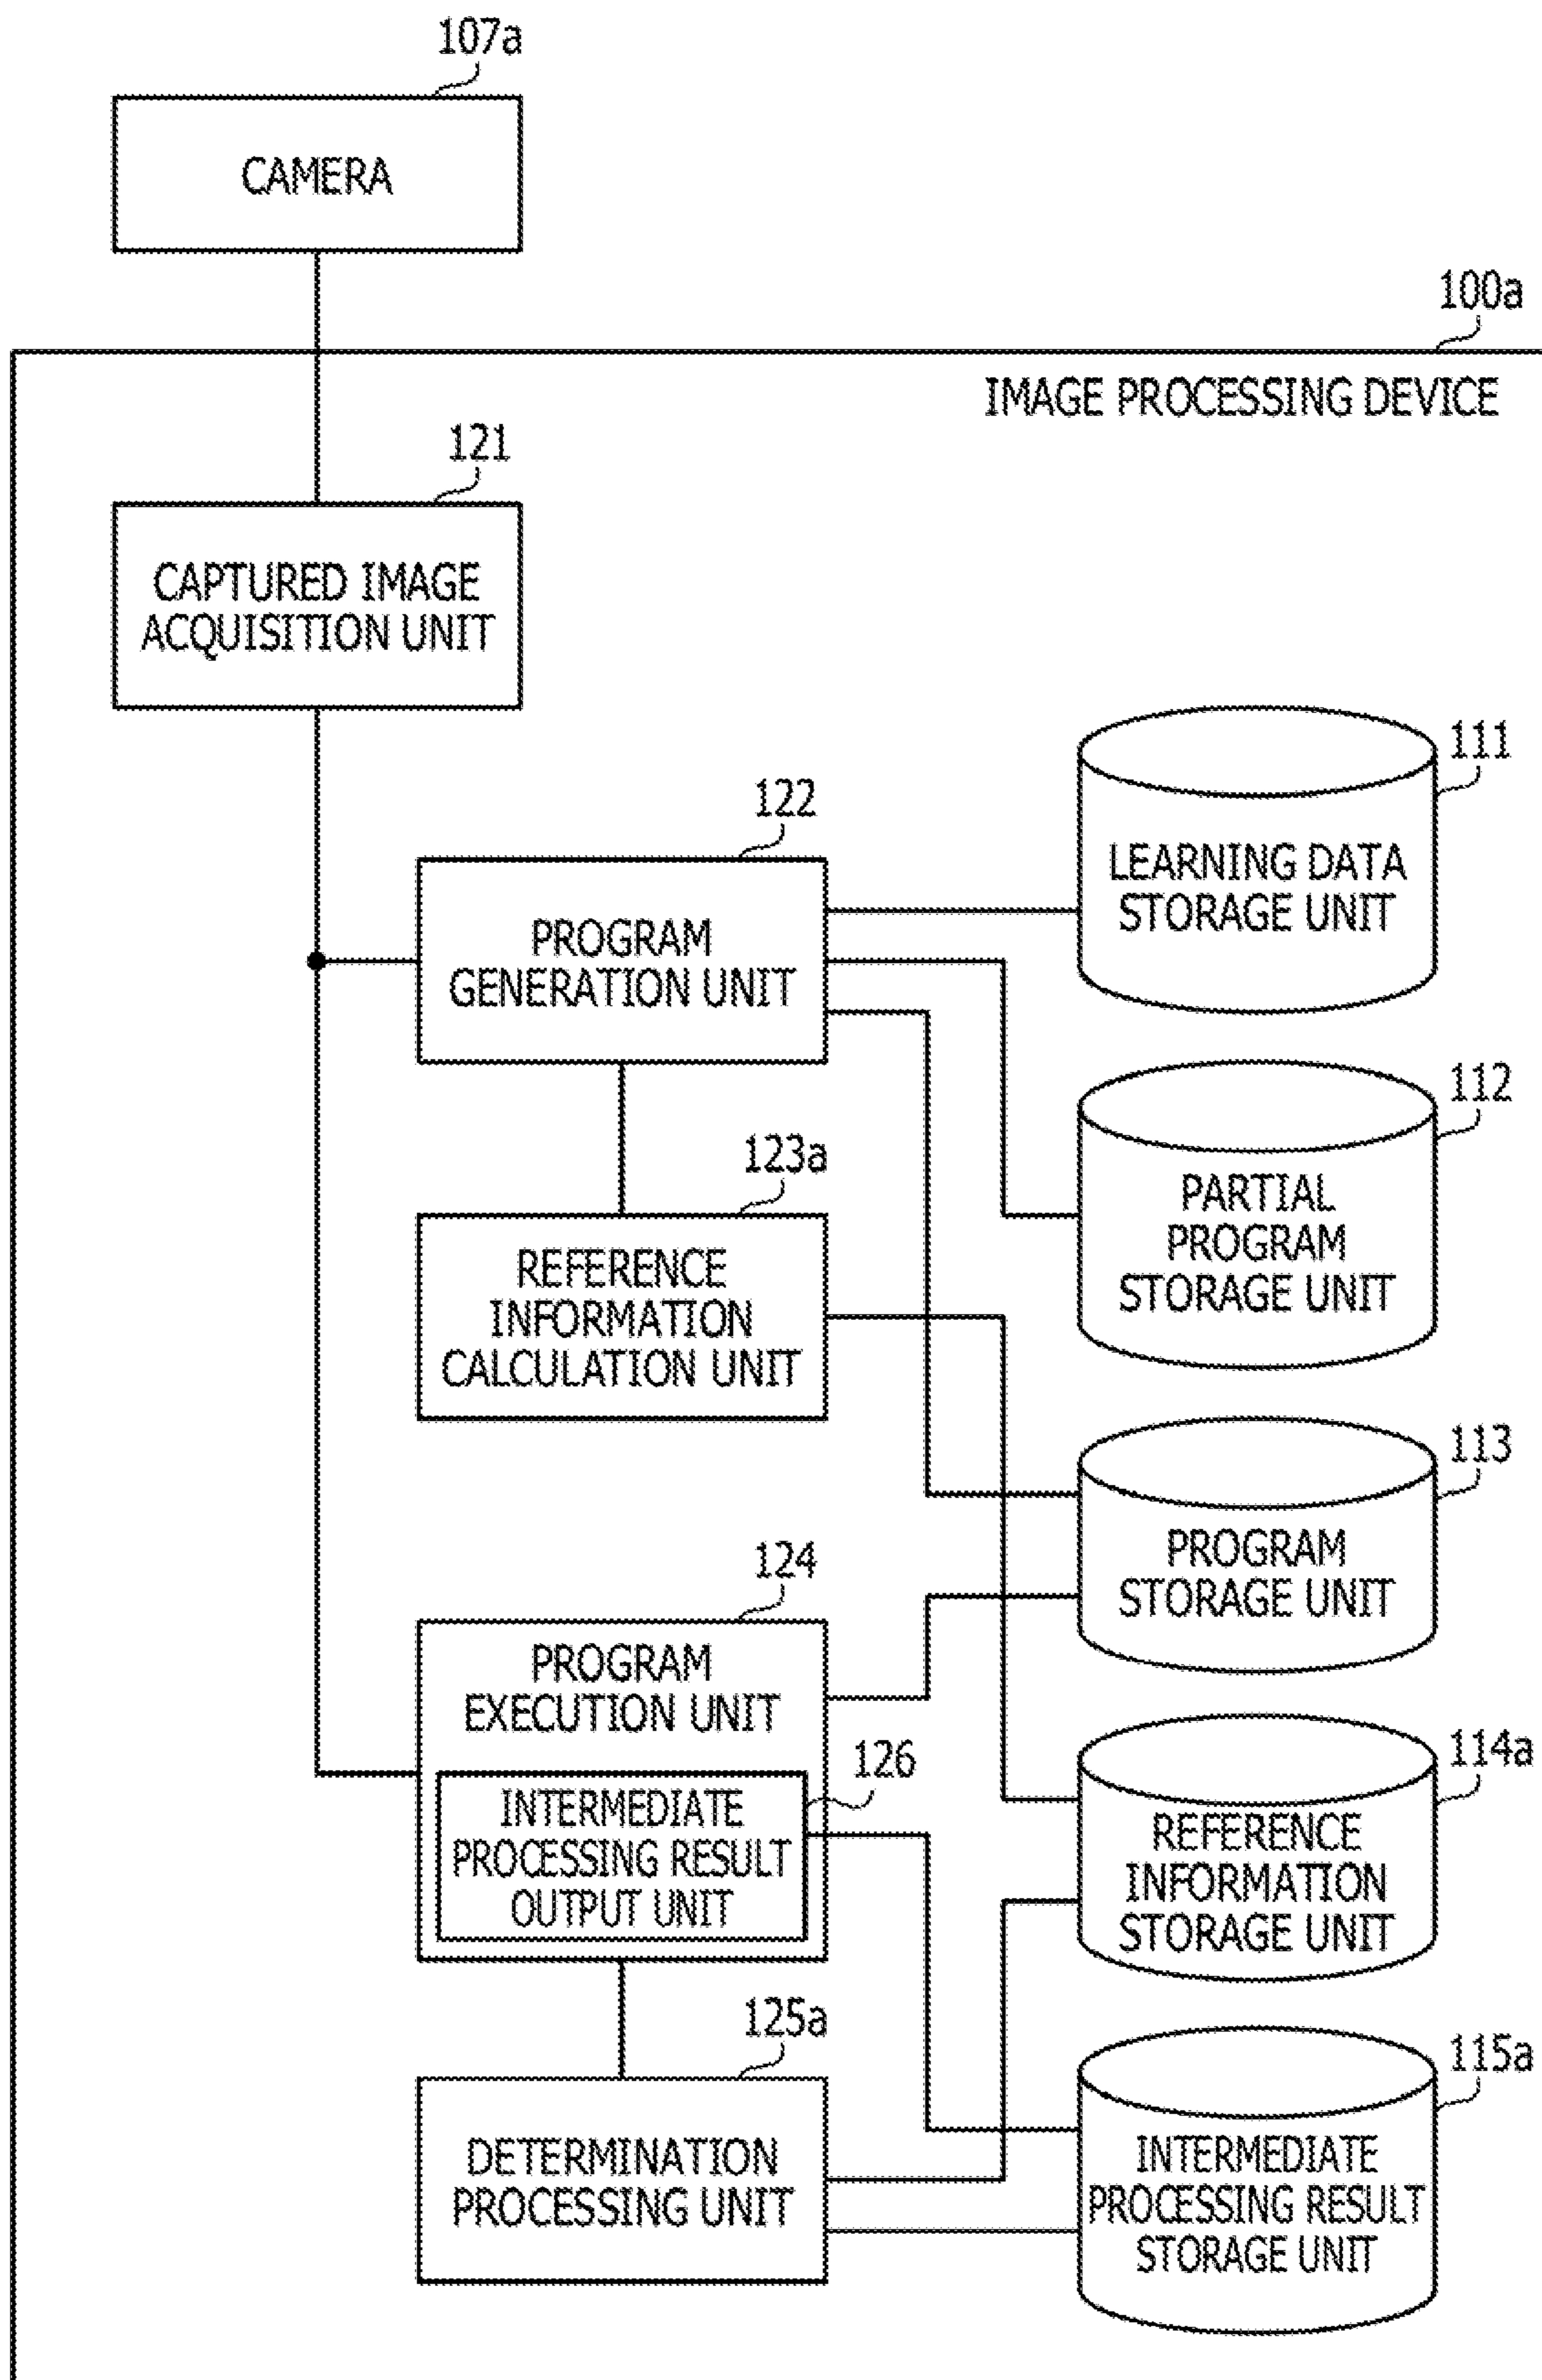 107a
CAMERA
100a
IMAGE PROCESSING DEVICE
121
CAPTURED IMAGE
ACQUISITION UNIT
122
PROGRAM
GENERATION UNIT
111
LEARNING DATA
STORAGE UNIT
112
PARTIAL
PROGRAM
STORAGE UNIT
123a
REFERENCE
INFORMATION
CALCULATION UNIT
113
PROGRAM
STORAGE UNIT
124
PROGRAM
EXECUTION UNIT
126
INTERMEDIATE
PROCESSING RESULT
OUTPUT UNIT
114a
REFERENCE
INFORMATION
STORAGE UNIT
125a
DETERMINATION
PROCESSING UNIT
115a
INTERMEDIATE
PROCESSING RESULT
STORAGE UNIT